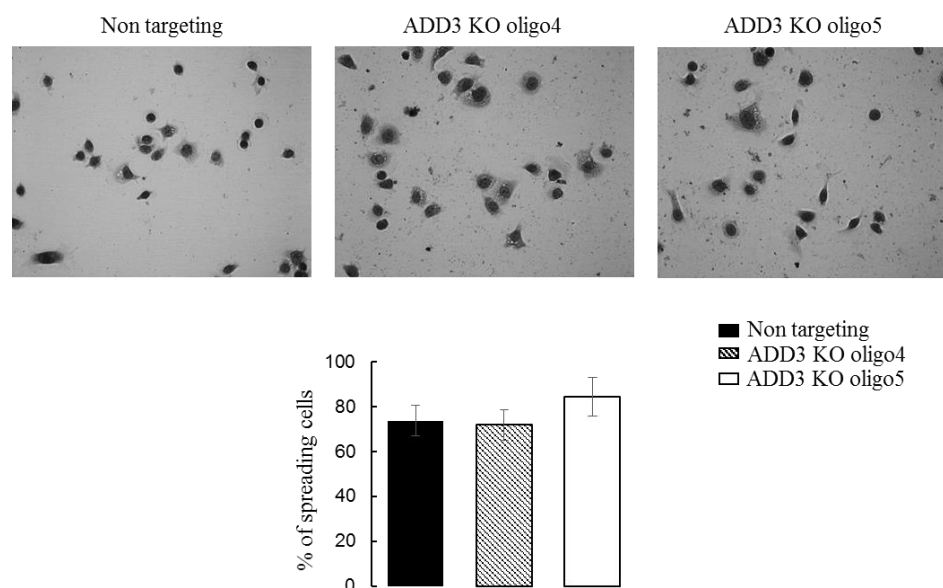 Non targeting
ADD3 KO oligo4
ADD3 KO oligo5
Non targeting
ADD3 KO oligo4
ADD3 KO oligo5
% of spreading cells
100
80
60
40
20
0